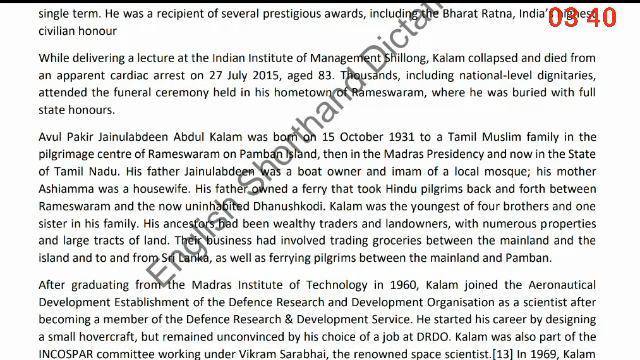 single term. He was a recipient of several prestigious awards, including the Bharat Ratna, India's highest
03:40
civilian honour
While delivering a lecture at the Indian Institute of Management Shillong, Kalam collapsed and died from
an apparent cardiac arrest on 27 July 2015, aged 83. Thousands, including national-level dignitaries,
attended the funeral ceremony held in his hometown of Rameswaram, where he was buried with full
state honours.
Avul Pakir Jainulabdeen Abdul Kalam was born on 15 October 1931 to a Tamil Muslim family in the
pilgrimage centre of Rameswaram on Pamban Island, then in the Madras Presidency and now in the State
of Tamil Nadu. His father Jainulabdeen was a boat owner and imam of a local mosque; his mother
Ashiamma was a housewife. His father owned a ferry that took Hindu pilgrims back and forth between
Rameswaram and the now uninhabited Dhanushkodi. Kalam was the youngest of four brothers and one
sister in his family. His ancestors had been wealthy traders and landowners, with numerous properties
and large tracts of land. Their business had involved trading groceries between the mainland and the
island and to and from Sri Lanka, as well as ferrying pilgrims between the mainland and Pamban.
After graduating from the Madras Institute of Technology in 1960, Kalam joined the Aeronautical
Development Establishment of the Defence Research and Development Organisation as a scientist after
becoming a member of the Defence Research & Development Service. He started his career by designing
a small hovercraft, but remained unconvinced by his choice of a job at DRDO. Kalam was also part of the
INCOSPAR committee working under Vikram Sarabhai, the renowned space scientist.[13] In 1969, Kalam
English Shorthand Dictati